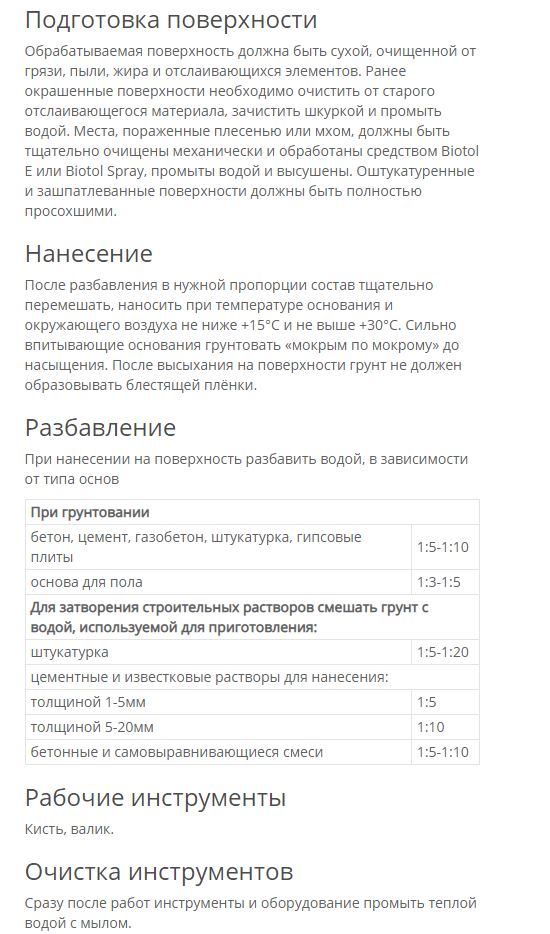 Подготовка поверхности
Обрабатываемая поверхность должна быть сухой, очищенной от
грязи, пыли, жира и отслаивающихся элементов. Ранее
окрашенные поверхности необходимо очистить от старого
отслаивающегося материала, зачистить шкуркой и промыть
водой. Места, пораженные плесенью или мхом, должны быть
тщательно очищены механически и обработаны средством Biotol
E или Biotol Spray, промыты водой и высушены. Оштукатуренные
и зашпатлеванные поверхности должны быть полностью
просохшими.
Нанесение
После разбавления в нужной пропорции состав тщательно
перемешать, наносить при температуре основания и
окружающего воздуха не ниже +15°С и не выше +30°С. Сильно
впитывающие основания грунтовать «мокрым по мокрому» до
насыщения. После высыхания на поверхности грунт не должен
образовывать блестящей плёнки.
Разбавление
При нанесении на поверхность разбавить водой, в зависимости
от типа основ
При грунтовании
бетон, цемент, газобетон, штукатурка, гипсовые
плиты 1:5-1:10
основа для пола 1:3-1:5
Для затворения строительных растворов смешать грунт с
водой, используемой для приготовления:
штукатурка 1:5-1:20
цементные и известковые растворы для нанесения:
толщиной 1-5мм 1:5
толщиной 5-20мм 1:10
бетонные и самовыравнивающиеся смеси 1:5-1:10
Рабочие инструменты
Кисть, валик.
Очистка инструментов
Сразу после работ инструменты и оборудование промыть теплой
водой с мылом.